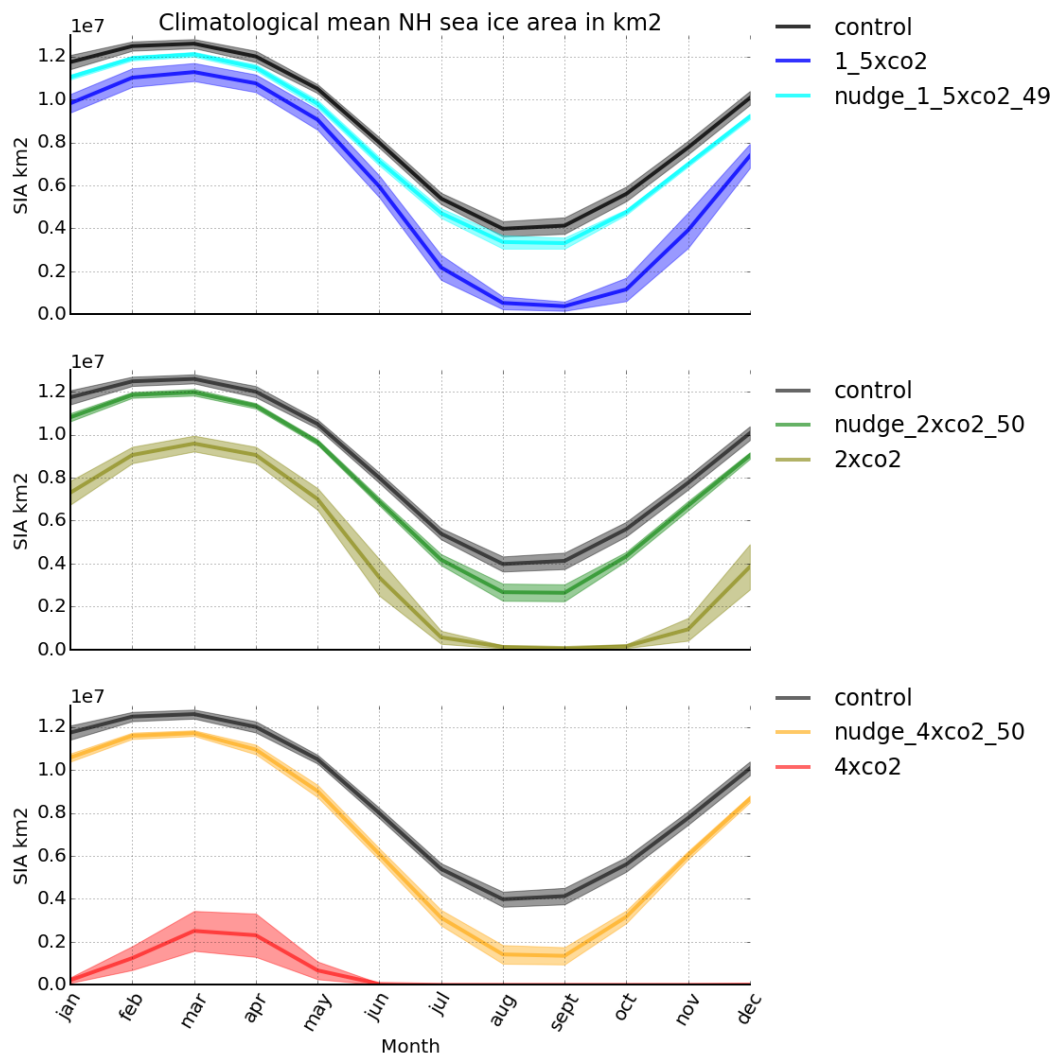 Climatological mean NH sea ice area in km2
1e7
SIA km2
1.2
1.0
0.8
0.6
0.4
0.2
0.0
control
1_5xco2
nudge_1_5xco2_49
1e7
SIA km2
1.2
1.0
0.8
0.6
0.4
0.2
0.0
control
nudge_2xco2_50
2xco2
1e7
SIA km2
1.2
1.0
0.8
0.6
0.4
0.2
0.0
control
nudge_4xco2_50
4xco2
jan feb mar apr may jun jul aug sept oct nov dec
Month